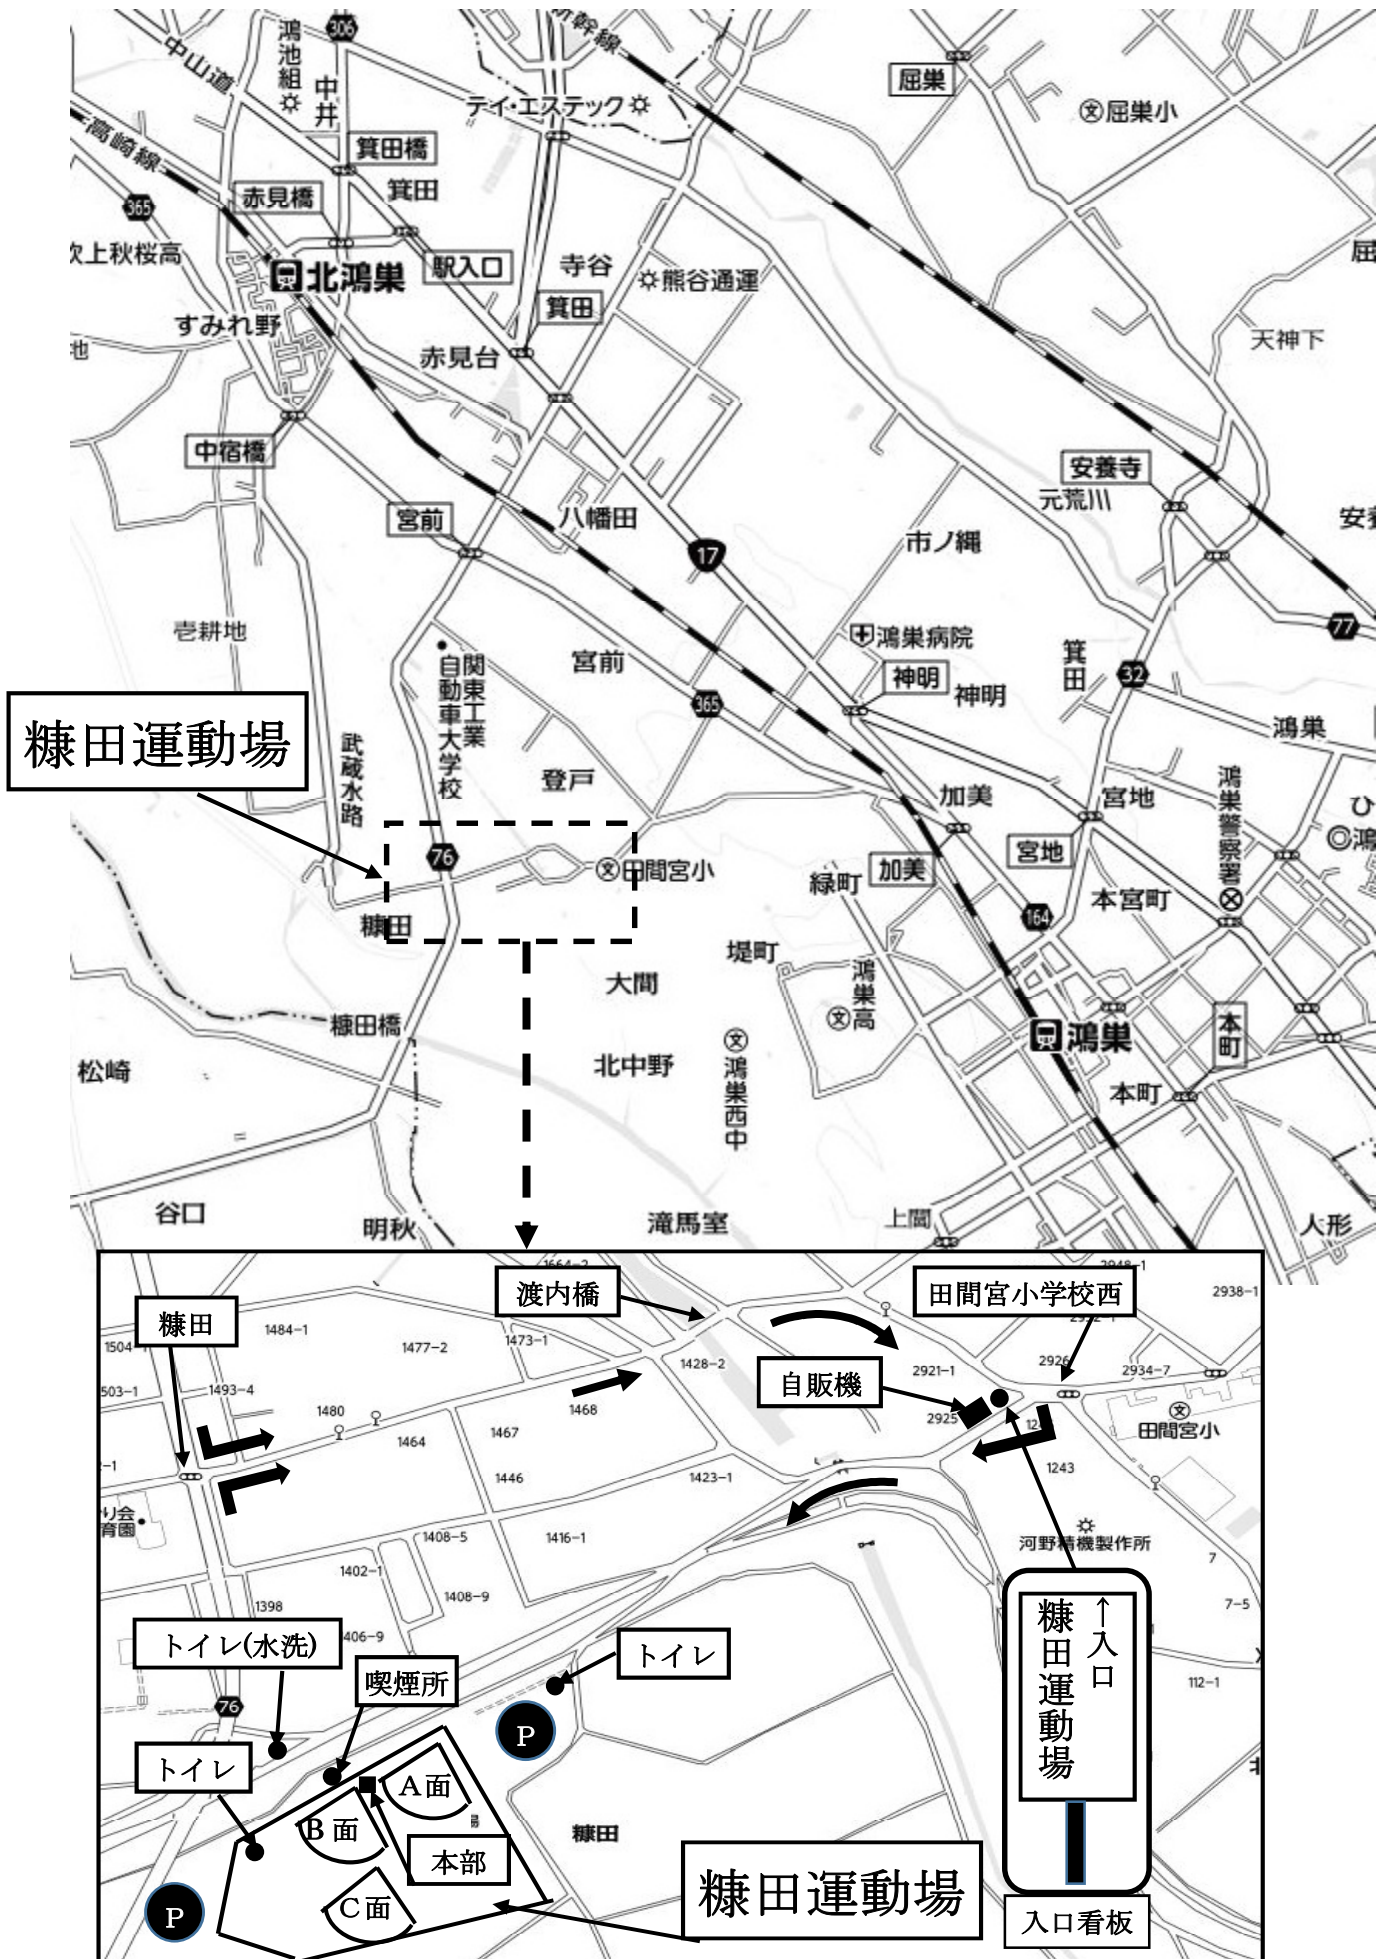 新幹線
306
鴻池組
中山道
中井
テイ・エステック
屈巣
屈巣小
高崎線
箕田橋
箕田
赤見橋
365
吹上秋桜高
北鴻巣
駅入口
寺谷
熊谷通運
箕田
屈
すみれ野
地
赤見台
天神下
中宿橋
安養寺
元荒川
宮前
八幡田
17
市ノ縄
安養
壱耕地
鴻巣病院
77
関東工業
自動車大学校
宮前
箕田
32
神明
神明
365
糠田運動場
武蔵水路
鴻巣
登戸
加美
宮地
鴻巣警察署
ひ
鴻
76
田間宮小
宮地
加美
緑町
本宮町
糠田
164
堤町
大間
鴻巣高
糠田橋
鴻巣
本町
松崎
北中野
鴻巣西中
本町
谷口
明秋
滝馬室
上間
人形
1664-2
渡内橋
田間宮小学校西
2948-1
2938-1
糠田
1484-1
1504-1
1477-2
1473-1
1428-2
2921-1
2926
2934-7
503-1
1493-4
自販機
1480
1468
2925
田間宮小
1464
1467
1446
1423-1
1243
1408-5
1416-1
河野精機製作所
育園
1402-1
7
1408-9
1398
7-5
トイレ(水洗)
406-9
トイレ
喫煙所
糠田運動場
↑入口
112-1
76
P
トイレ
A面
B面
糠田
本部
C面
糠田運動場
P
入口看板